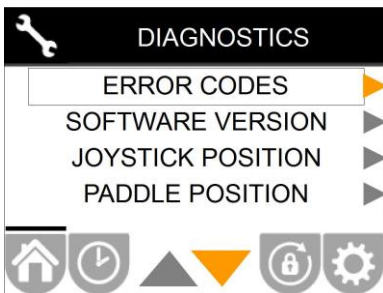 DIAGNOSTICS
ERROR CODES
SOFTWARE VERSION
JOYSTICK POSITION
PADDLE POSITION